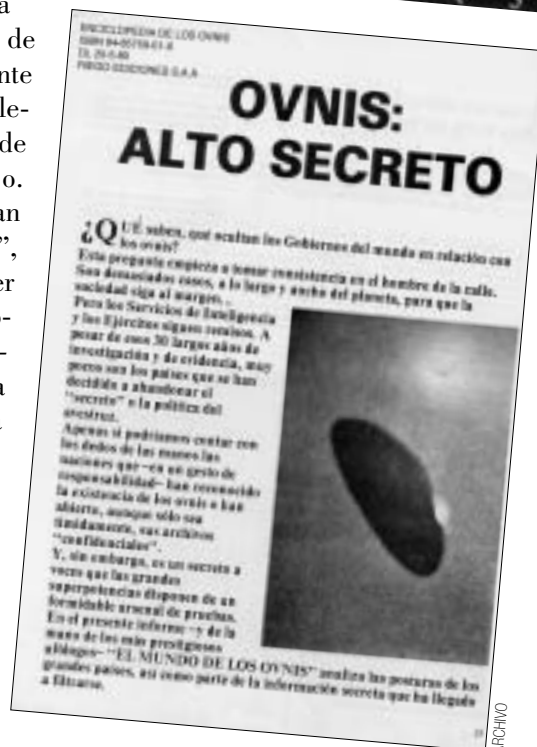 a
de
nte
le-
de
o.
an
”,
er
o-
-
a
ENCICLOPEDIA DE LOS OVNIS
OVNIS:
ALTO SECRETO
¿QUÉ saben, qué ocultan los Gobiernos del mundo en relación con
los ovnis?
Esta pregunta empieza a tomar consistencia en el hombre de la calle.
Son demasiados casos, a lo largo y ancho del planeta, para que la
sociedad siga al margen.
Pero los Servicios de Inteligencia
y los Ejércitos siguen remisos. A
pesar de esos 30 largos años de
investigación y de evidencia, muy
pocos son los países que se han
decidido a abandonar el
"secreto" o la política del
avestruz.
Apenas si podríamos contar con
los dedos de las manos las
naciones que —en un gesto de
responsabilidad— han reconocido
la existencia de los ovnis o han
abierto, aunque sólo sea
tímidamente, sus archivos
"confidenciales".
Y, sin embargo, es un secreto a
voces que las grandes
superpotencias disponen de un
formidable arsenal de pruebas.
En el presente informe —y de la
mano de los más prestigiosos
ufólogos— "EL MUNDO DE LOS OVNIS" analiza las posturas de los
grandes países, así como parte de la información secreta que ha llegado
a filtrarse.
RCHIVO